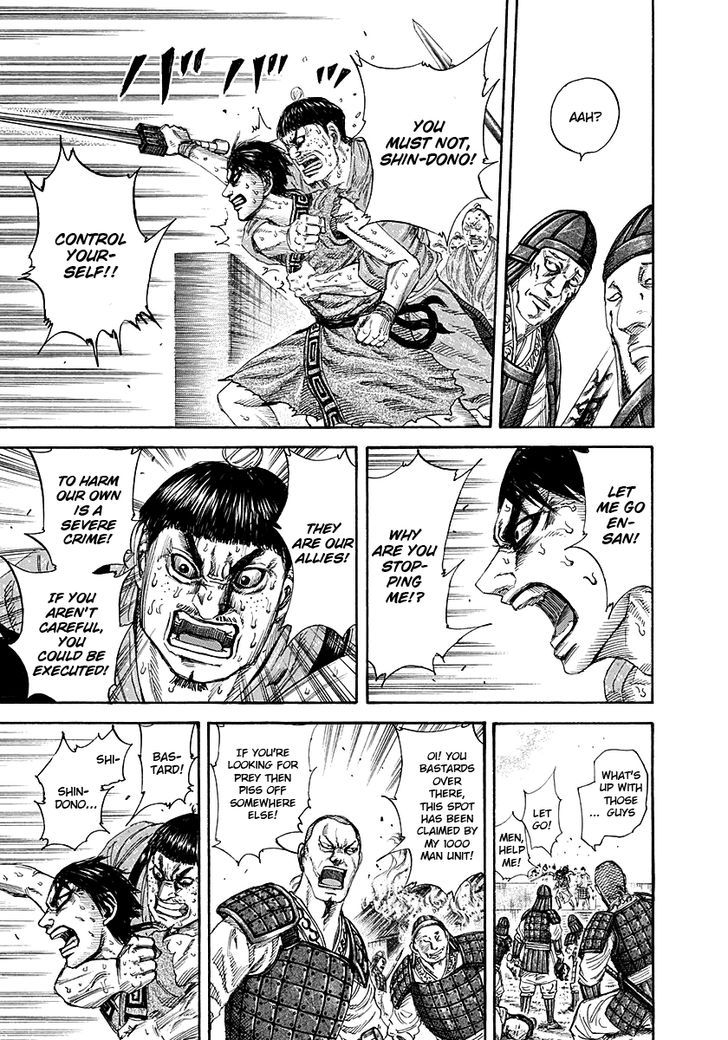 AAH?
YOU
MUST NOT,
SHIN-DONO!
バ バ バッ
CONTROL
YOUR-
SELF!!
LET
ME GO
EN-
SAN!
WHY
ARE YOU
STOP-
PING
ME!?
THEY
ARE OUR
ALLIES!
TO HARM
OUR OWN
IS A
SEVERE
CRIME!
IF YOU
AREN'T
CAREFUL,
YOU
COULD BE
EXECUTED!
WHAT'S
UP WITH
THOSE
... GUYS
LET
GO!
MEN,
HELP
ME!
OI! YOU
BASTARDS
OVER
THERE,
THIS SPOT
HAS BEEN
CLAIMED BY
MY 1000
MAN UNIT!
IF YOU'RE
LOOKING
FOR
PREY THEN
PISS OFF
SOMEWHERE
ELSE!
BAS-
TARD!
SHI-
SHIN-
DONO...